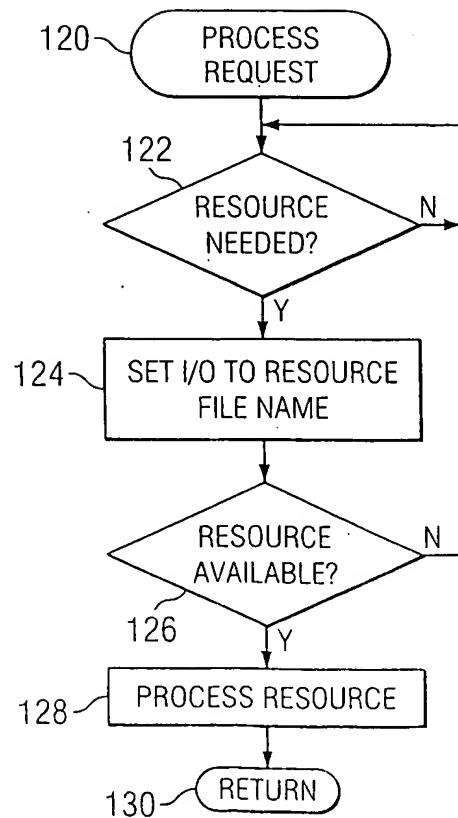 120
PROCESS
REQUEST
122
RESOURCE
NEEDED?
N
Y
124
SET I/O TO RESOURCE
FILE NAME
RESOURCE
AVAILABLE?
N
126
Y
128
PROCESS RESOURCE
RETURN
130